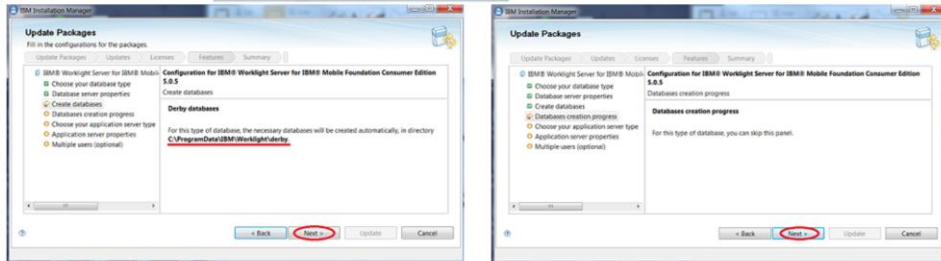 IBM Installation Manager
Update Packages
Fill in the configurations for the packages.
Update Packages
Updates
Licenses
Features
Summary
IBM® Worklight Server for IBM® Mobil
Choose your database type
Database server properties
Create databases
Databases creation progress
Choose your application server type
Application server properties
Multiple users (optional)
Configuration for IBM® Worklight Server for IBM® Mobile Foundation Consumer Edition
5.0.5
Create databases
Derby databases
For this type of database, the necessary databases will be created automatically, in directory
C:\ProgramData\IBM\Worklight\derby.
< Back
Next >
Update
Cancel
IBM Installation Manager
Update Packages
Update Packages
Updates
Licenses
Features
Summary
IBM® Worklight Server for IBM® Mobil
Choose your database type
Database server properties
Create databases
Databases creation progress
Choose your application server type
Application server properties
Multiple users (optional)
Configuration for IBM® Worklight Server for IBM® Mobile Foundation Consumer Edition
5.0.5
Databases creation progress
Databases creation progress
For this type of database, you can skip this panel.
< Back
Next >
Update
Cancel